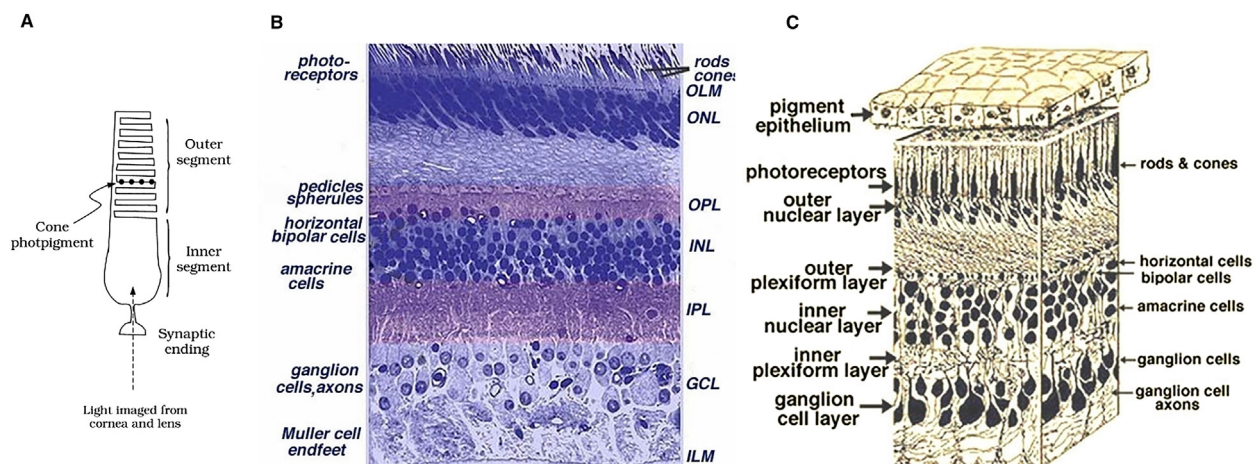 A
Outer
segment
Cone
photpigment
Inner
segment
Synaptic
ending
Light imaged from
cornea and lens
B
photo-
receptors
pedicles
spherules
horizontal
bipolar cells
amacrine
cells
ganglion
cells,axons
Muller cell
endfeet
rods
cones
OLM
ONL
OPL
INL
IPL
GCL
ILM
C
pigment
epithelium
photoreceptors
outer
nuclear layer
outer
plexiform layer
inner
nuclear layer
inner
plexiform layer
ganglion
cell layer
rods & cones
horizontal cells
bipolar cells
amacrine cells
ganglion cells
ganglion cell
axons